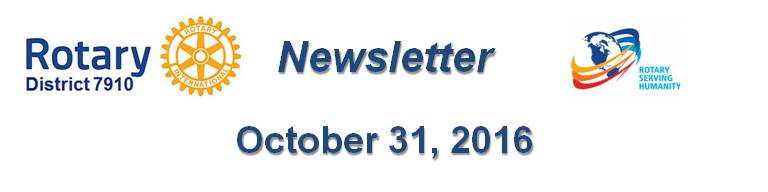 Rotary
District 7910
ROTARY
INTERNATIONAL
Newsletter
ROTARY
SERVING
HUMANITY
October 31, 2016